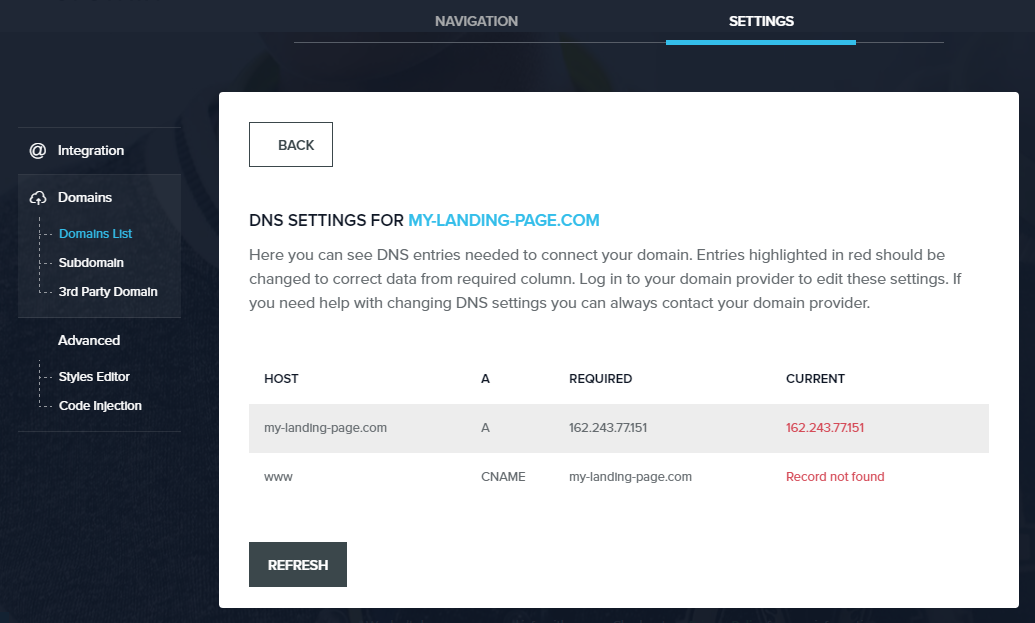 NAVIGATION SETTINGS
@ Integration
Domains
Domains List
Subdomain
3rd Party Domain
Advanced
Styles Editor
Code Injection
BACK
DNS SETTINGS FOR MY-LANDING-PAGE.COM
Here you can see DNS entries needed to connect your domain. Entries highlighted in red should be
changed to correct data from required column. Log in to your domain provider to edit these settings. If
you need help with changing DNS settings you can always contact your domain provider.
HOST A REQUIRED CURRENT
my-landing-page.com A 162.243.77.151 162.243.77.151
www CNAME my-landing-page.com Record not found
REFRESH